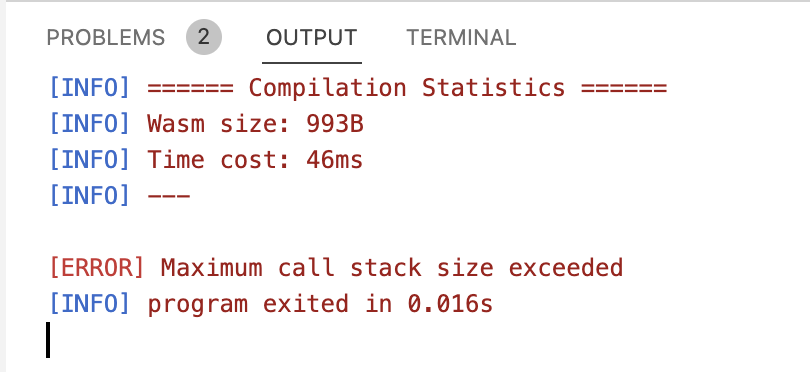 PROBLEMS 2 OUTPUT TERMINAL
[INFO] ====== Compilation Statistics ======
[INFO] Wasm size: 993B
[INFO] Time cost: 46ms
[INFO] ---
[ERROR] Maximum call stack size exceeded
[INFO] program exited in 0.016s